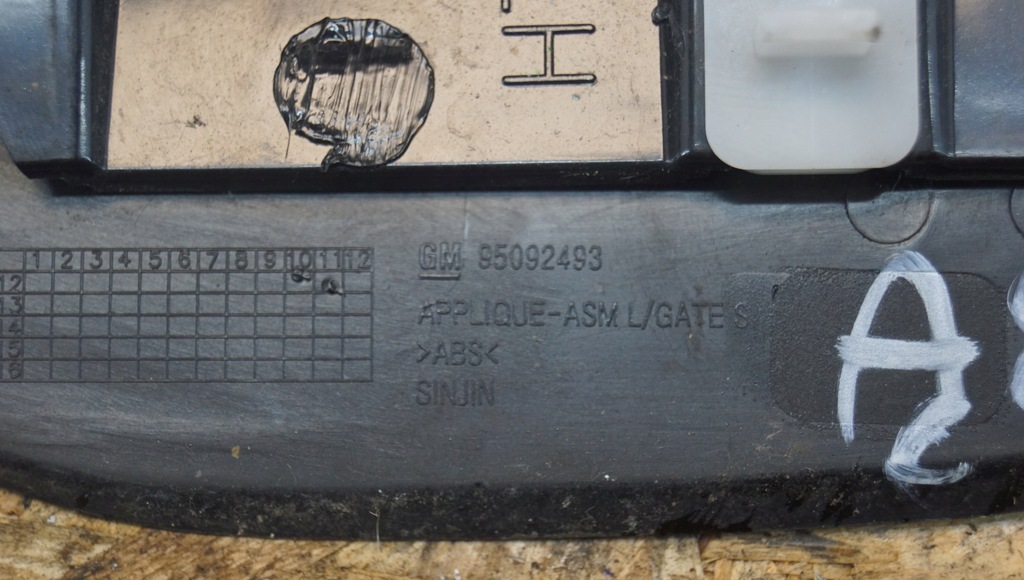 H
1 2 3 4 5 6 7 8 9 10 11 12
12
13
14
15
16
GM 95092493
APPLIQUE-ASM L/GATE S
>ABS<
SINJIN
A